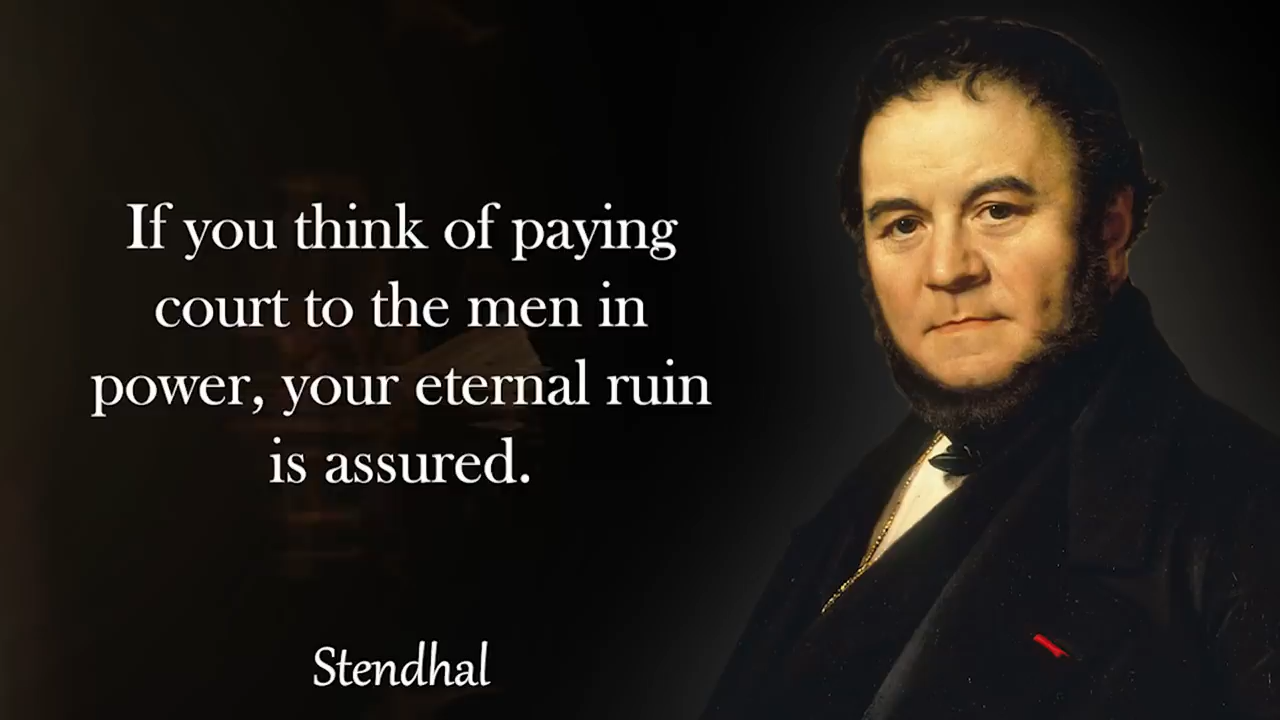 If you think of paying
court to the men in
power, your eternal ruin
is assured.
Stendhal